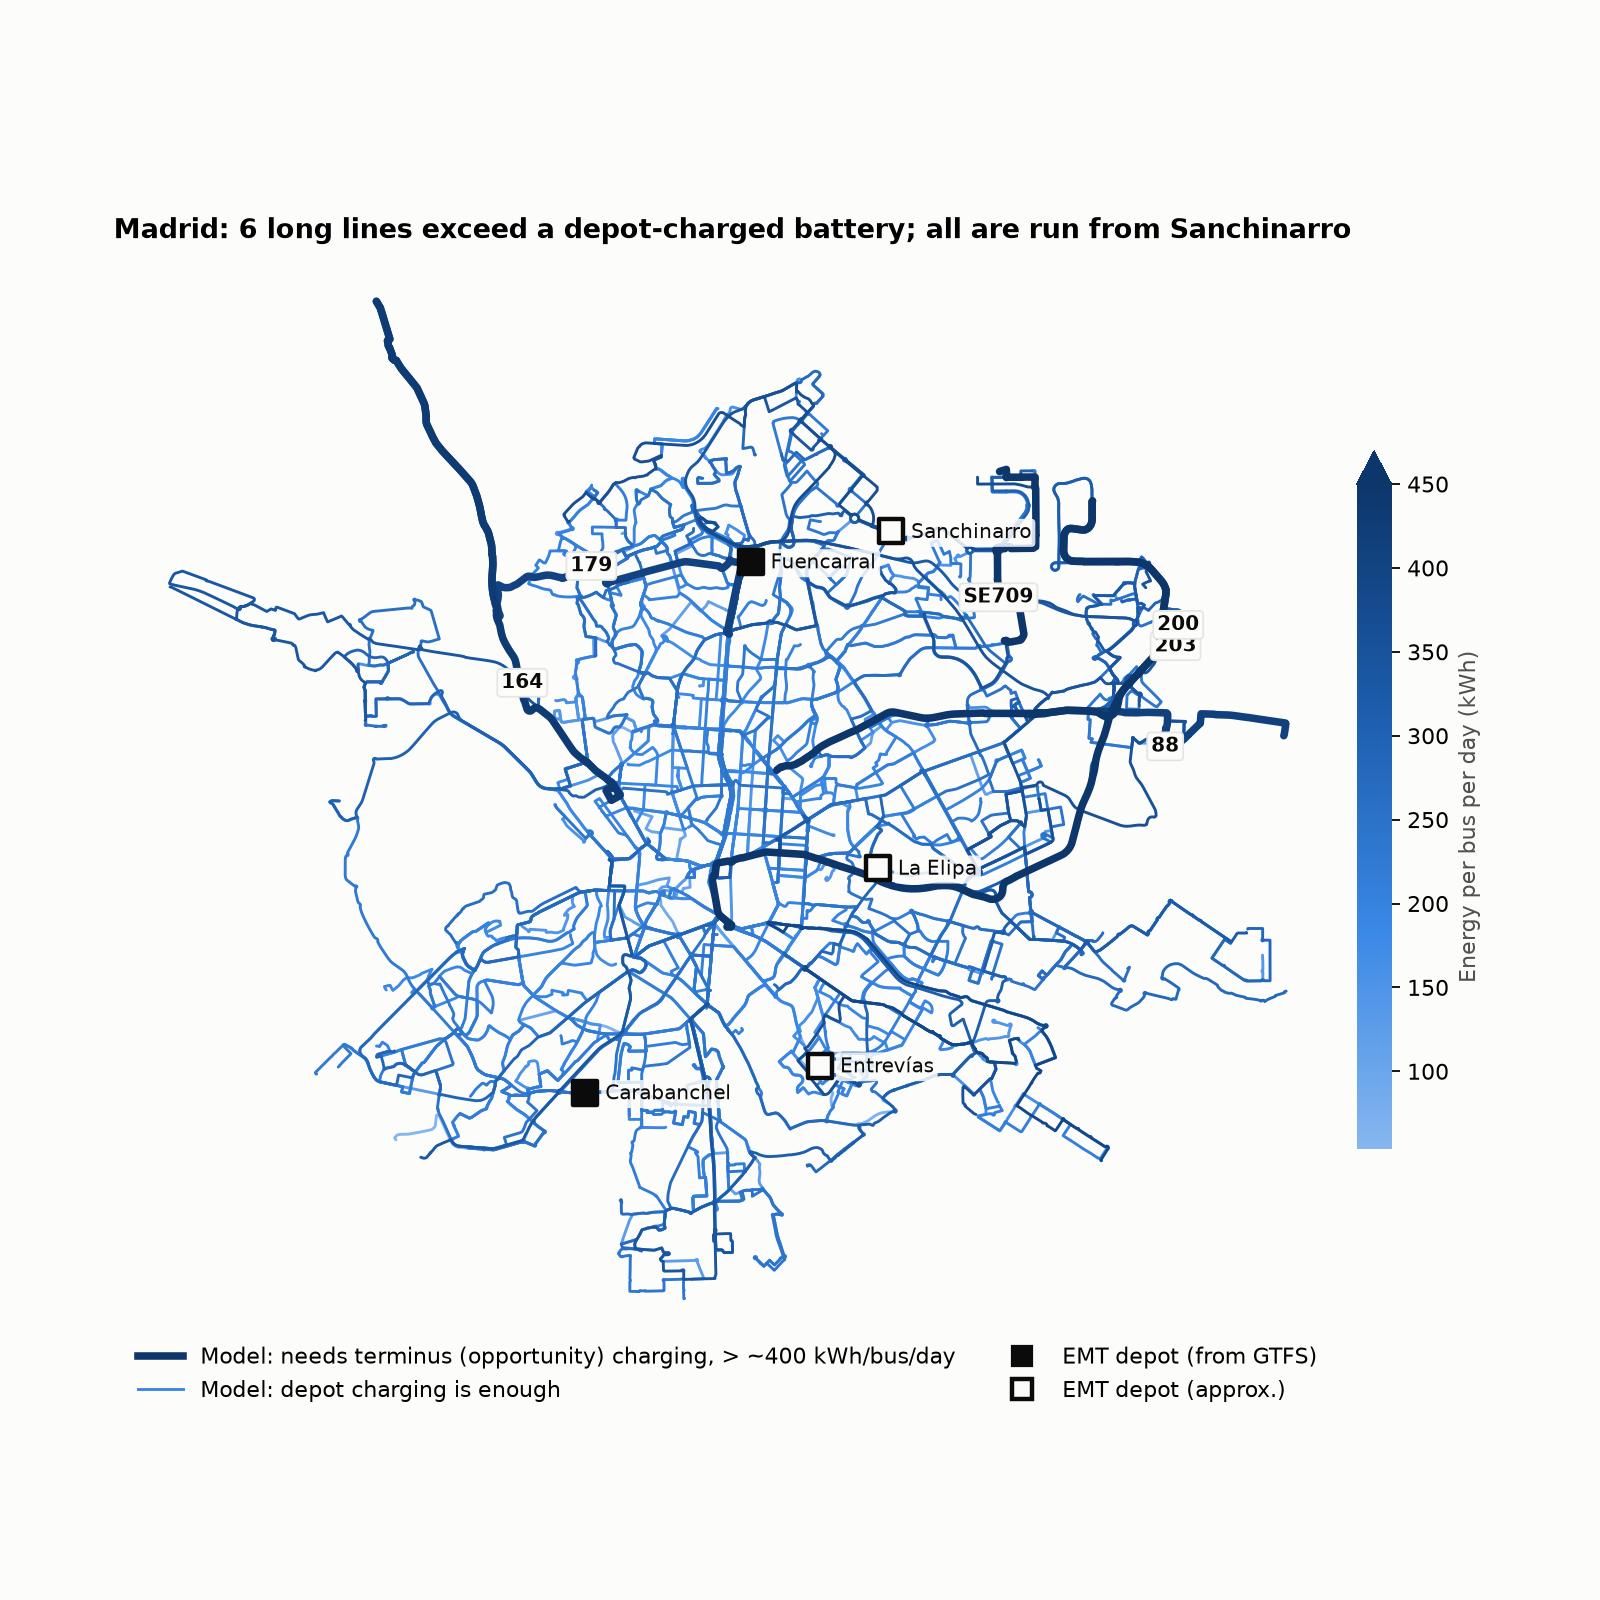 Madrid: 6 long lines exceed a depot-charged battery; all are run from Sanchinarro
Sanchinarro
Fuencarral
179
SE709
200
203
164
88
La Elipa
Entrevías
Carabanchel
450
400
350
300
250
200
150
100
Energy per bus per day (kWh)
Model: needs terminus (opportunity) charging, > ~400 kWh/bus/day
Model: depot charging is enough
EMT depot (from GTFS)
EMT depot (approx.)